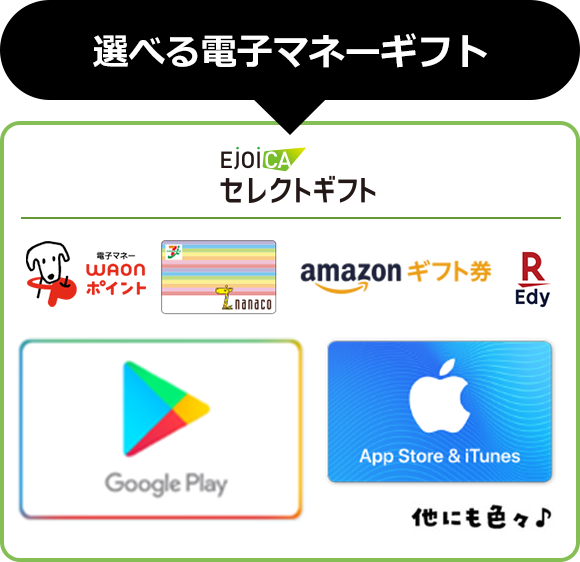 選べる電子マネーギフト
EJOICA
セレクトギフト
電子マネー
WAON
ポイント
7
nanaco
amazon ギフト券
R
Edy
Google Play
App Store & iTunes
他にも色々♪